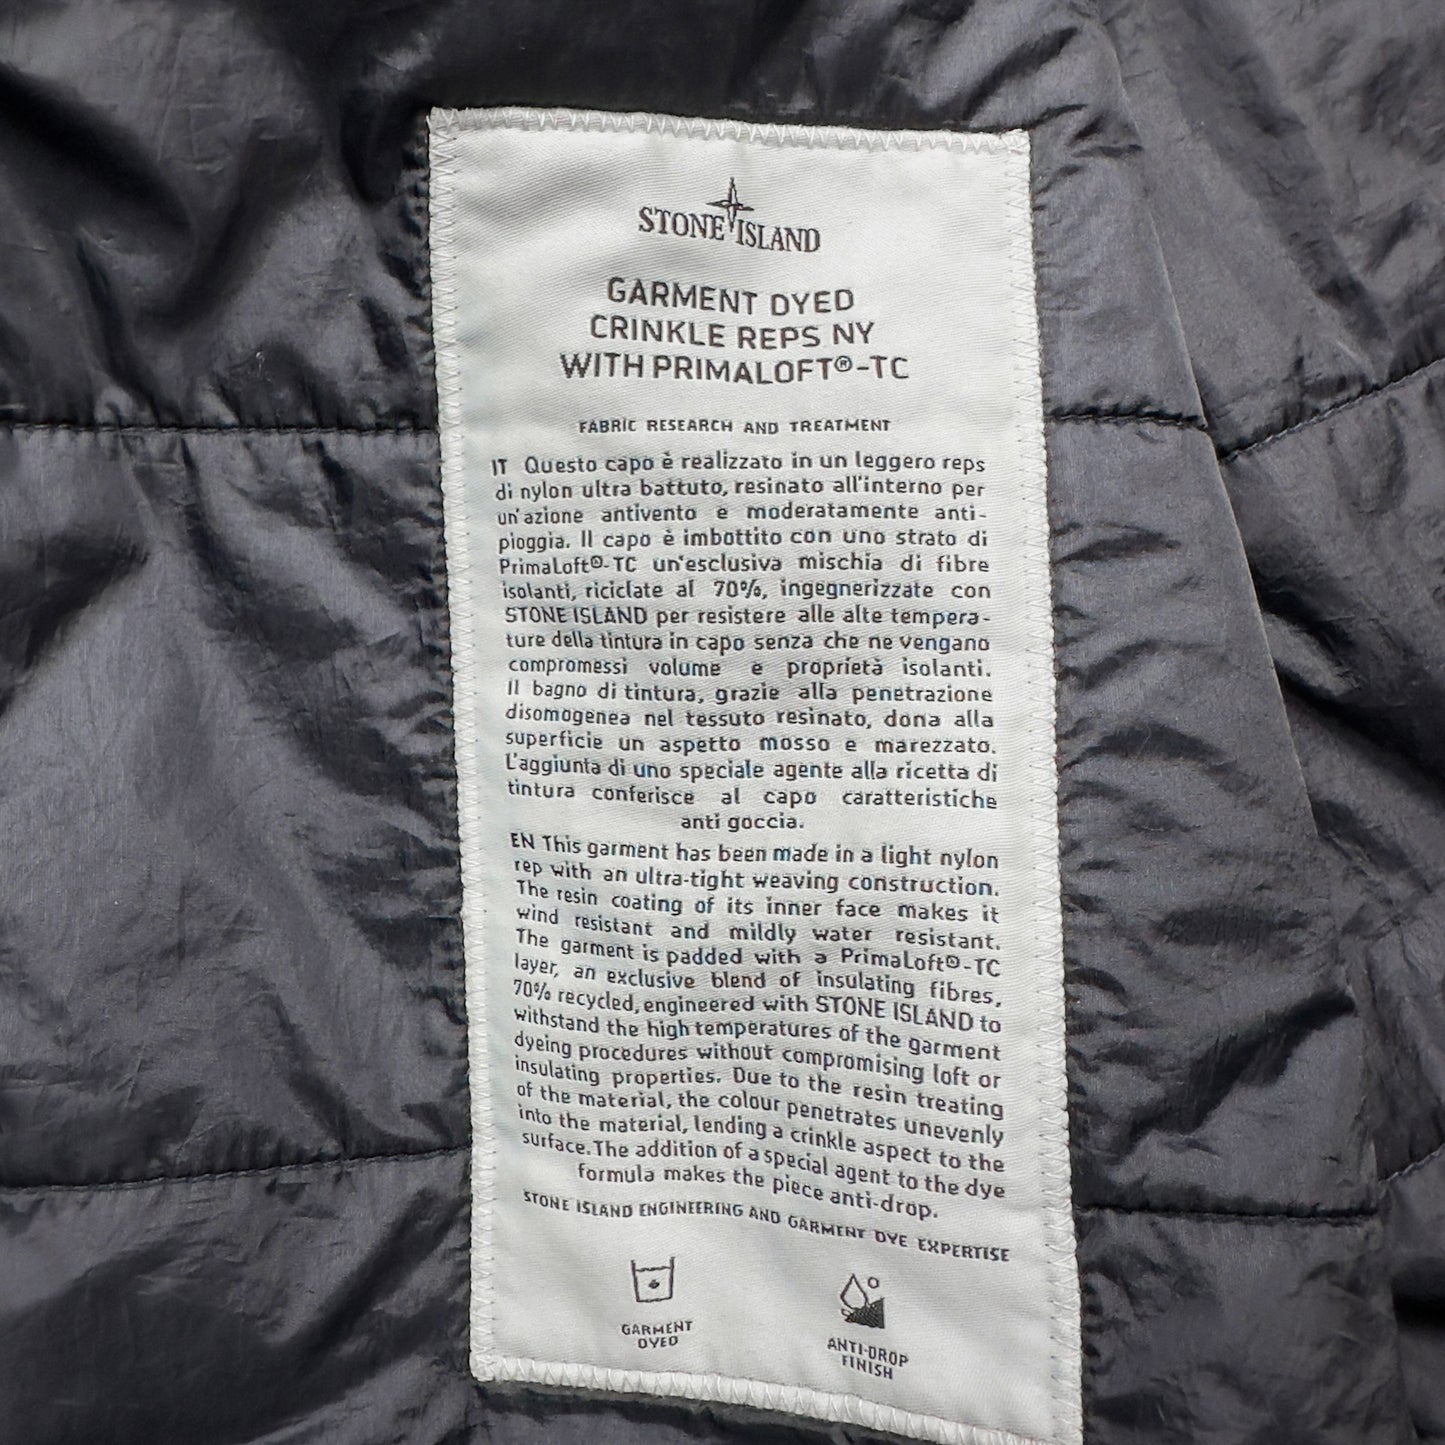 STONE ISLAND
GARMENT DYED
CRINKLE REPS NY
WITH PRIMALOFT®-TC
FABRIC RESEARCH AND TREATMENT
IT Questo capo è realizzato in un leggero reps
di nylon ultra battuto, resinato all'interno per
un'azione antivento e moderatamente anti-
pioggia. Il capo è imbottito con uno strato di
PrimaLoft®-TC un'esclusiva mischia di fibre
isolanti, riciclate al 70%, ingegnerizzate con
STONE ISLAND per resistere alle alte tempera-
ture della tintura in capo senza che ne vengano
compromessi volume e proprietà isolanti.
Il bagno di tintura, grazie alla penetrazione
disomogenea nel tessuto resinato, dona alla
superficie un aspetto mosso e marezzato.
L'aggiunta di uno speciale agente alla ricetta di
tintura conferisce al capo caratteristiche
anti goccia.
EN This garment has been made in a light nylon
rep with an ultra-tight weaving construction.
The resin coating of its inner face makes it
wind resistant and mildly water resistant.
The garment is padded with a PrimaLoft®-TC
layer, an exclusive blend of insulating fibres,
70% recycled, engineered with STONE ISLAND to
withstand the high temperatures of the garment
dyeing procedures without compromising loft or
insulating properties. Due to the resin treating
of the material, the colour penetrates unevenly
into the material, lending a crinkle aspect to the
surface. The addition of a special agent to the dye
formula makes the piece anti-drop.
STONE ISLAND ENGINEERING AND GARMENT DYE EXPERTISE
GARMENT
DYED
ANTI-DROP
FINISH